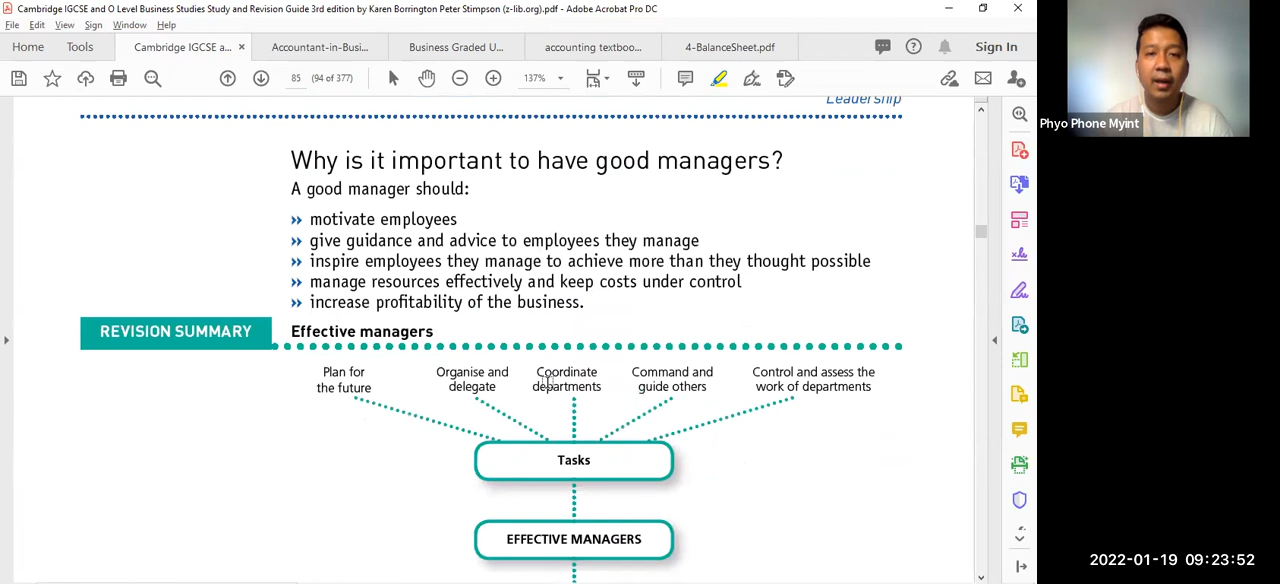 Cambridge IGCSE and O Level Business Studies Study and Revision Guide 3rd edition by Karen Borrington Peter Stimpson (z-lib.org).pdf - Adobe Acrobat Pro DC
File Edit View Sign Window Help
Home Tools Cambridge IGCSE a... × Accountant-in-Busi... Business Graded U... accounting textboo... 4-BalanceSheet.pdf Sign In
85 (94 of 377) 137%
Leadership
Why is it important to have good managers?
A good manager should:
» motivate employees
» give guidance and advice to employees they manage
» inspire employees they manage to achieve more than they thought possible
» manage resources effectively and keep costs under control
» increase profitability of the business.
REVISION SUMMARY Effective managers
Plan for
the future
Organise and
delegate
Coordinate
departments
Command and
guide others
Control and assess the
work of departments
Tasks
EFFECTIVE MANAGERS
Phyo Phone Myint
2022-01-19 09:23:52